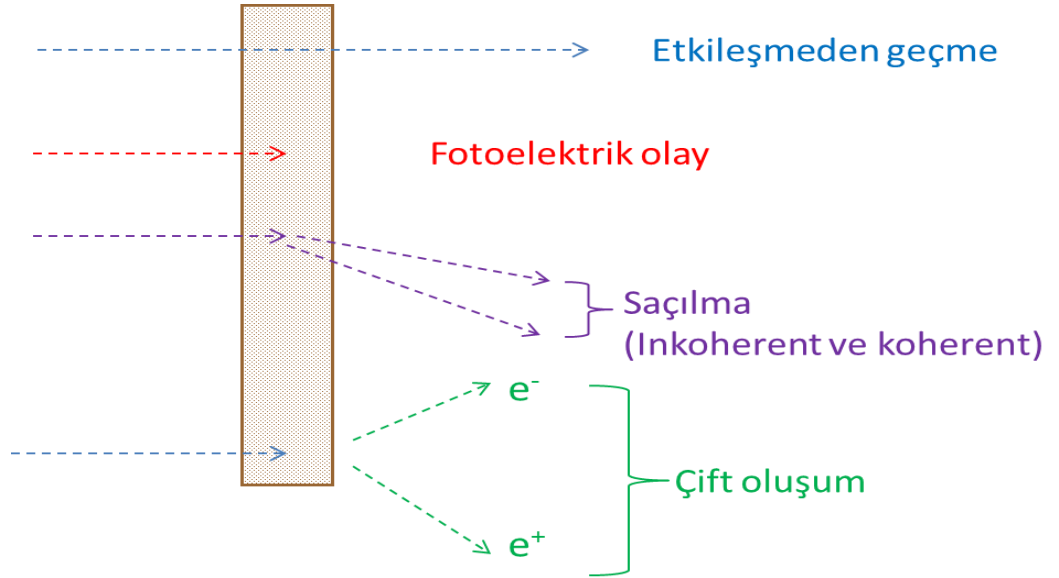 Etkileşmeden geçme
Fotoelektrik olay
Saçılma
(Inkoherent ve koherent)
e⁻
Çift oluşum
e⁺